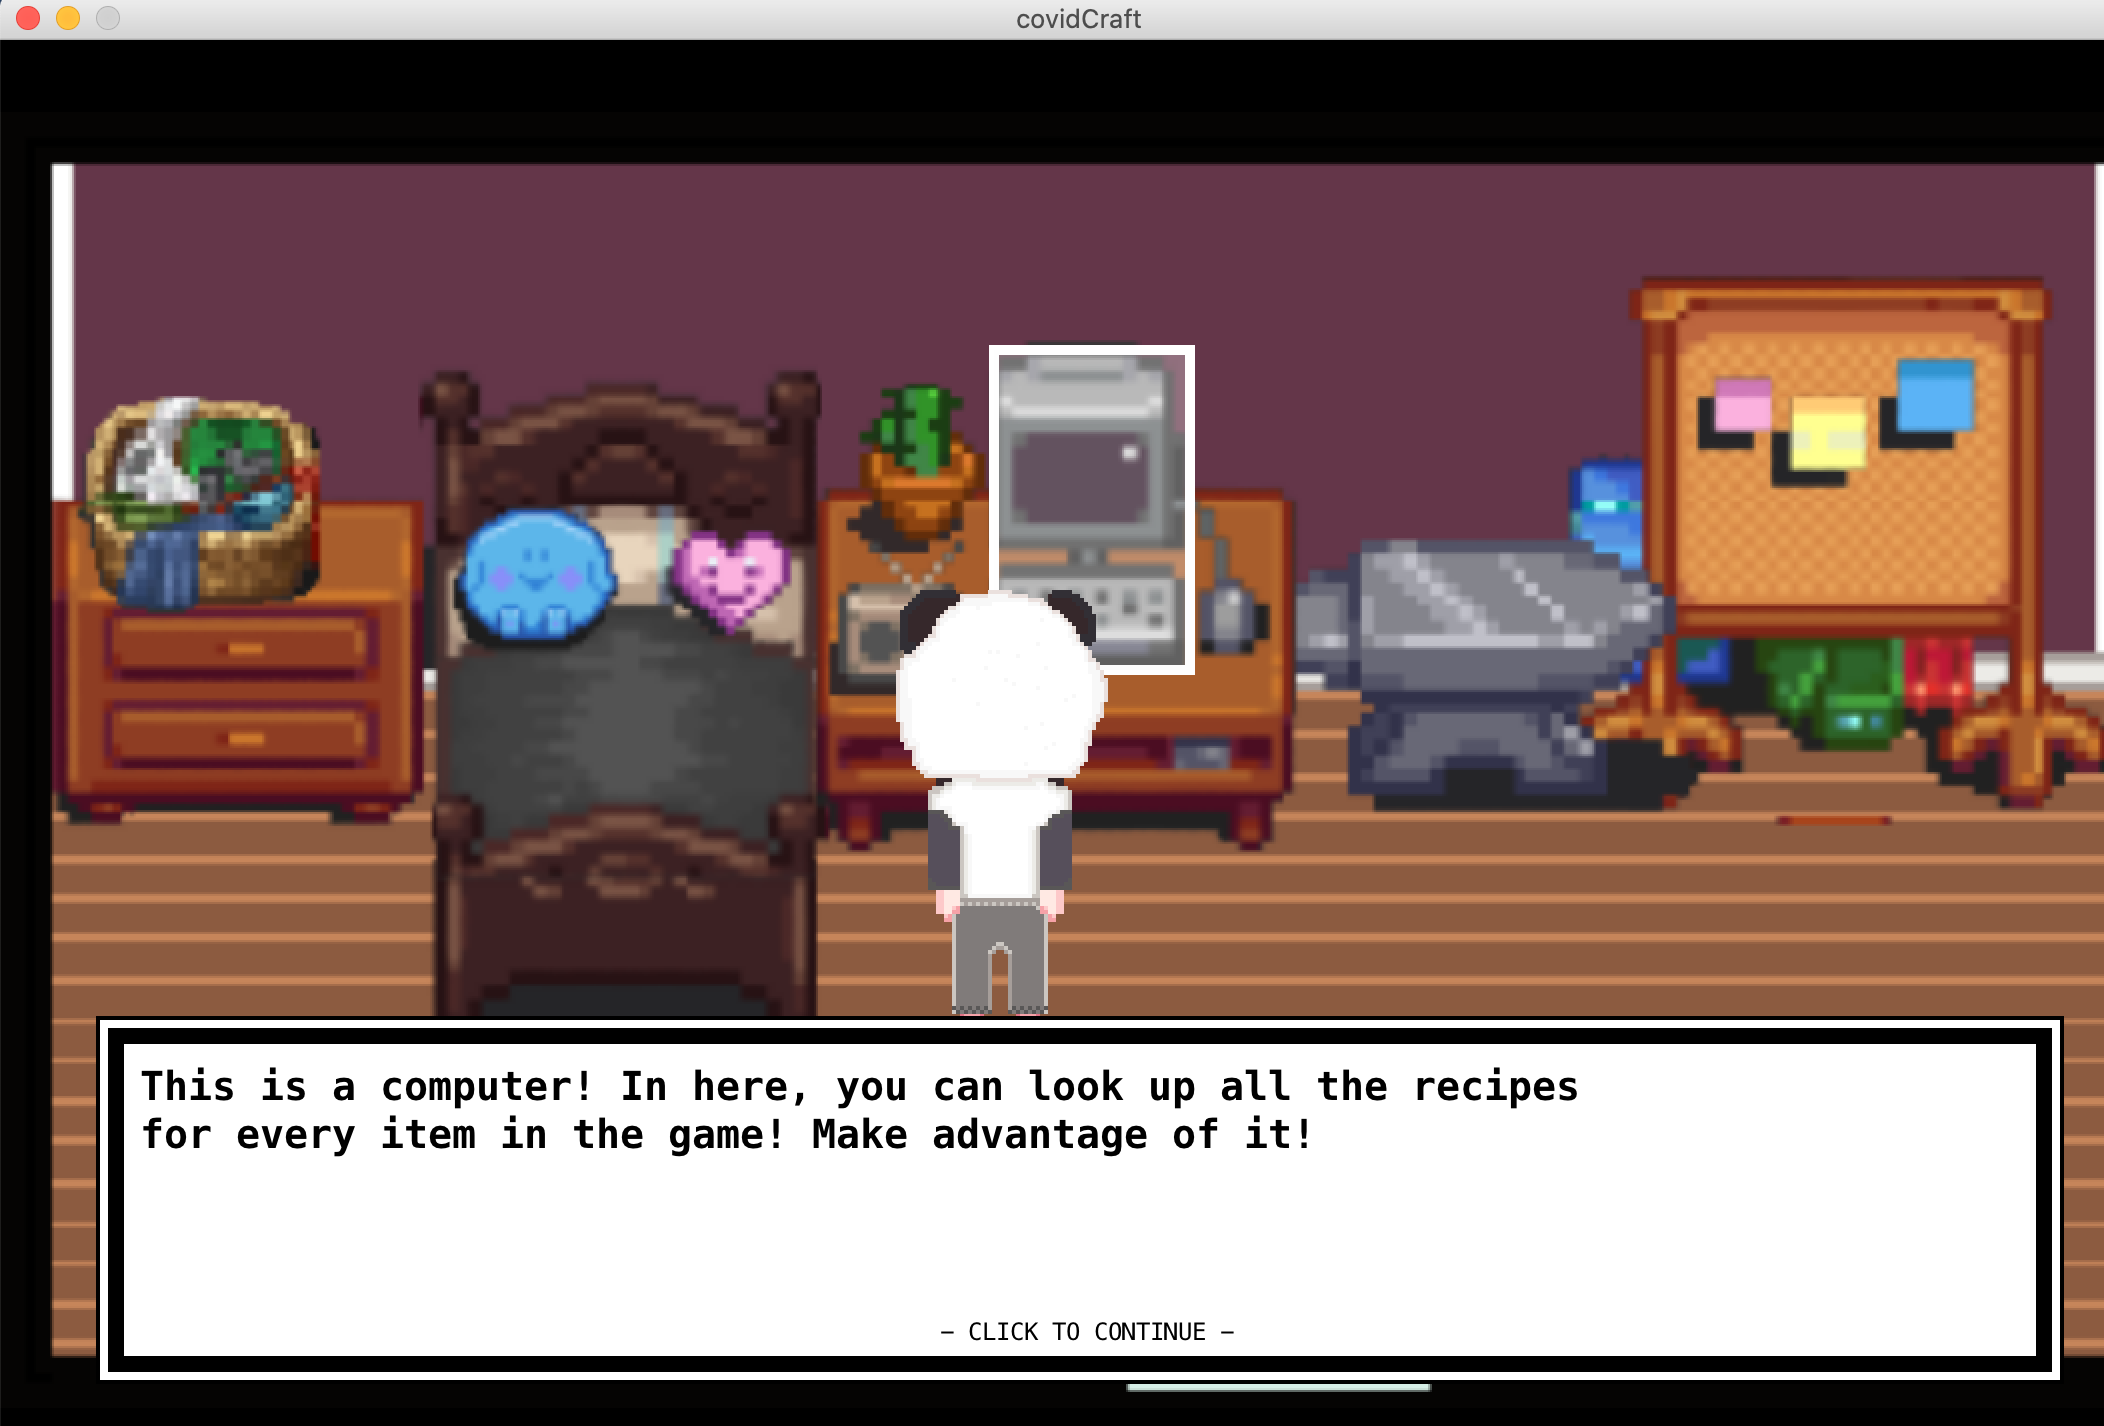 covidCraft
This is a computer! In here, you can look up all the recipes
for every item in the game! Make advantage of it!
— CLICK TO CONTINUE —